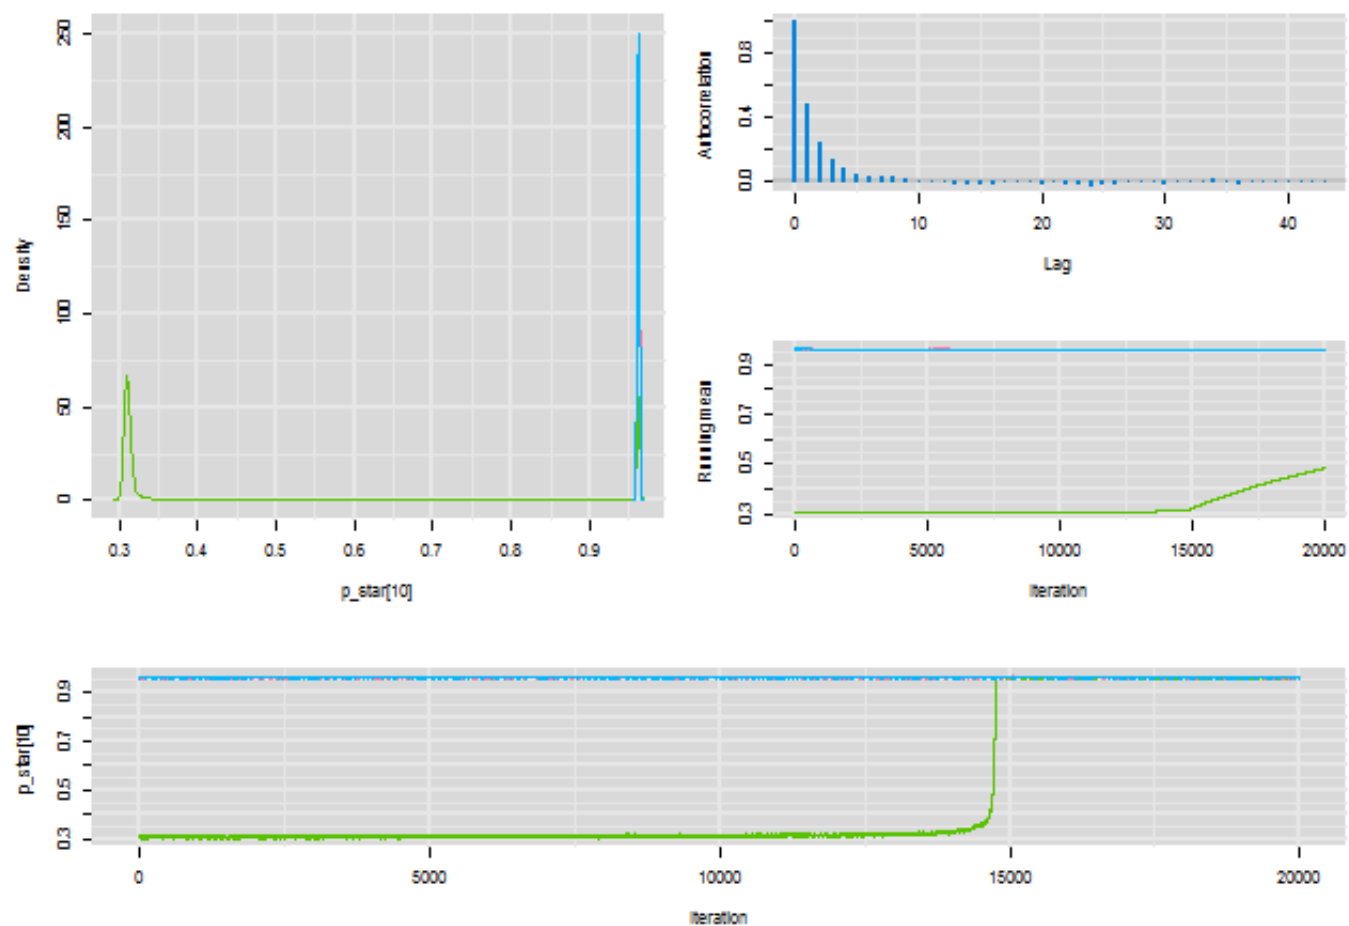 250
200
150
100
50
0
Density
0.3 0.4 0.5 0.6 0.7 0.8 0.9
p_star[10]
0.8
0.4
0.0
Autocorrelation
0 10 20 30 40
Lag
0.9
0.7
0.5
0.3
Running mean
0 5000 10000 15000 20000
Iteration
0.9
0.7
0.5
0.3
p_star[10]
0 5000 10000 15000 20000
Iteration